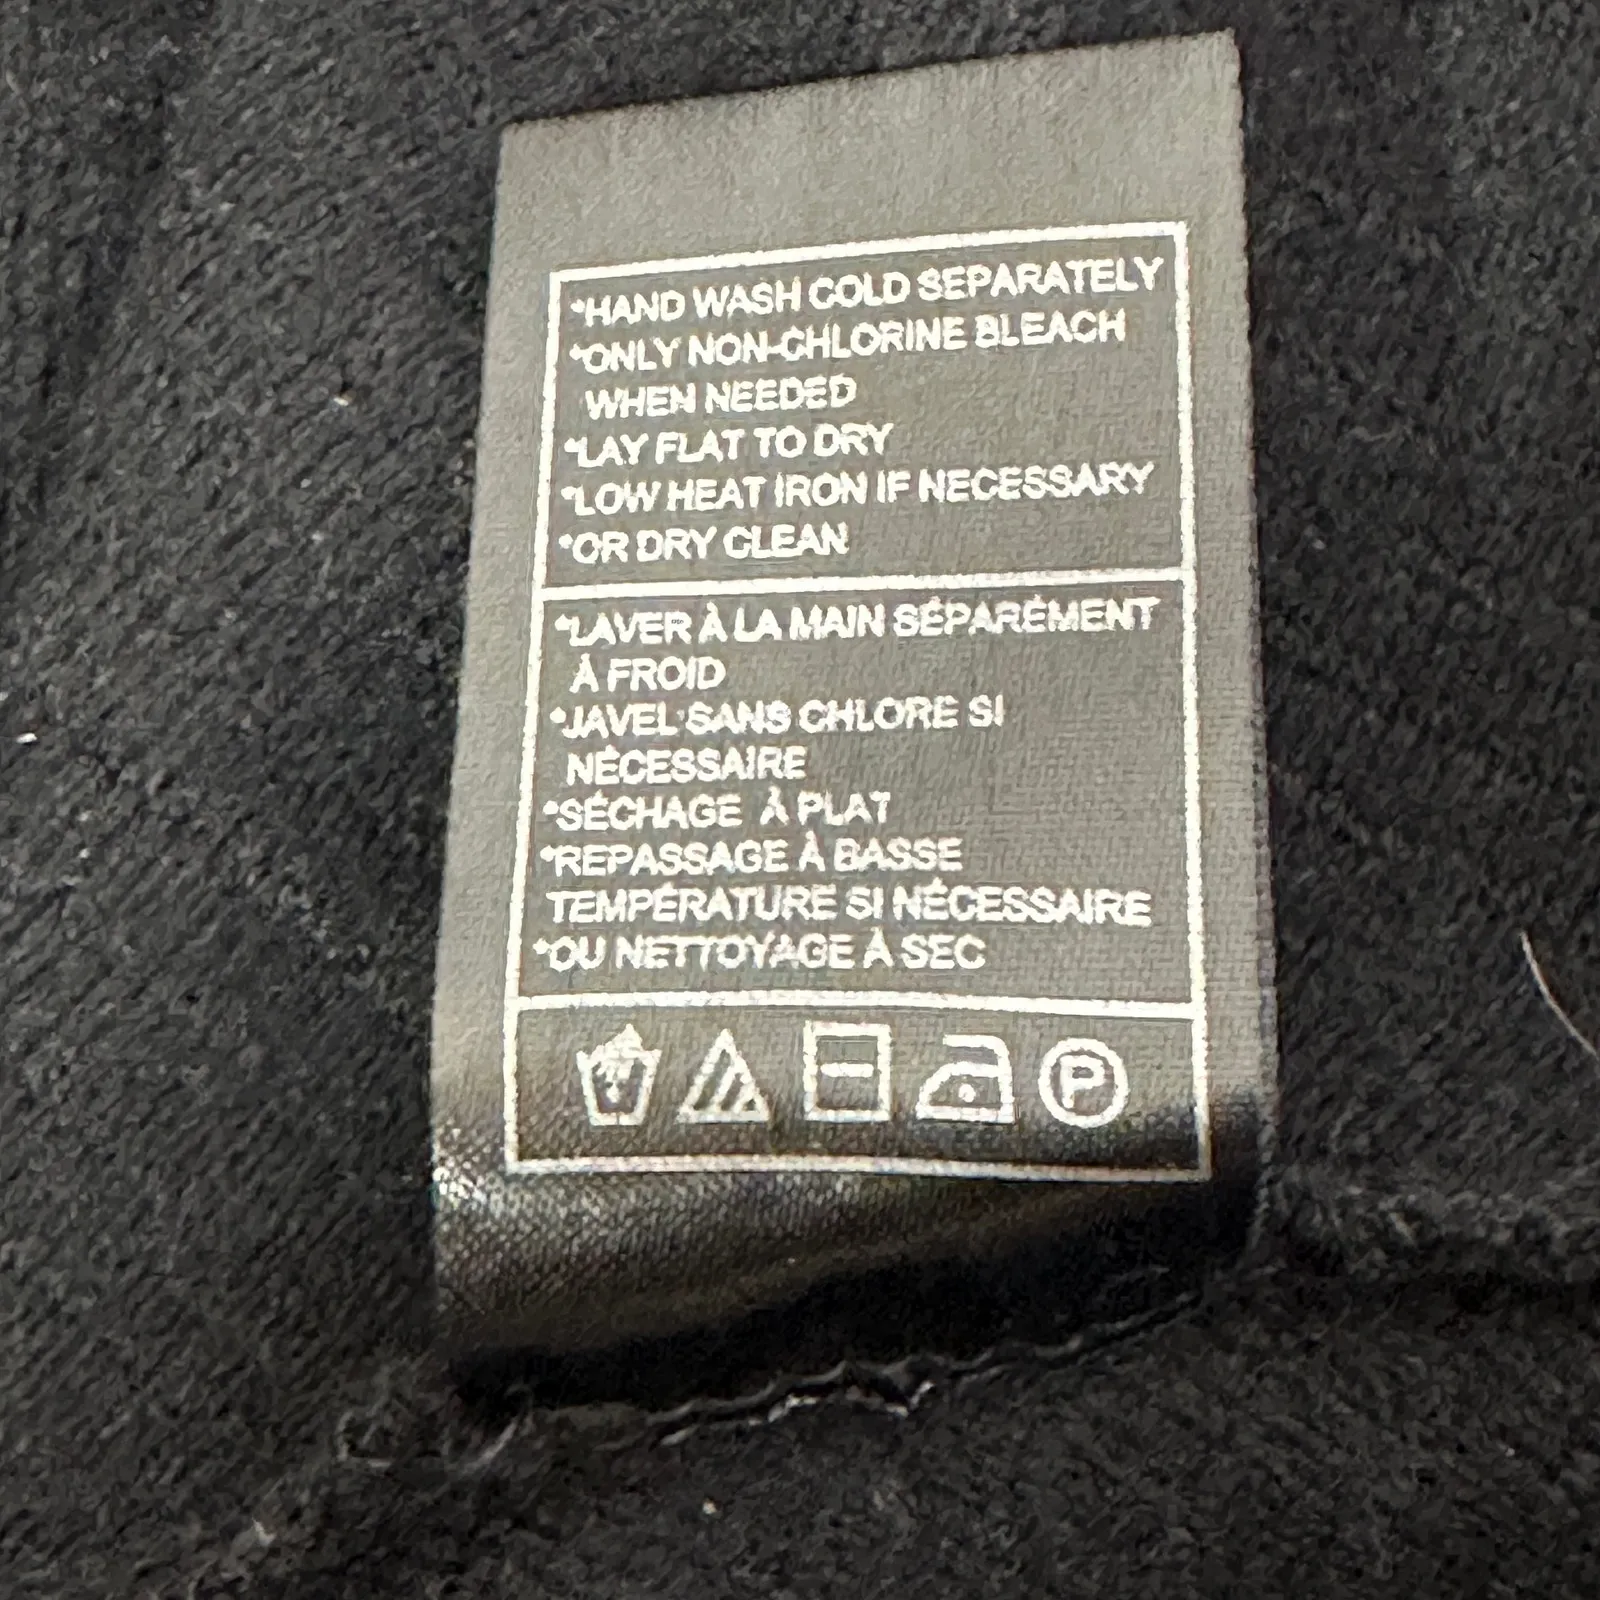 *HAND WASH COLD SEPARATELY
*ONLY NON-CHLORINE BLEACH
WHEN NEEDED
*LAY FLAT TO DRY
*LOW HEAT IRON IF NECESSARY
*OR DRY CLEAN
*LAVER À LA MAIN SÉPARÉMENT
À FROID
*JAVEL SANS CHLORE SI
NÉCESSAIRE
*SÉCHAGE À PLAT
*REPASSAGE À BASSE
TEMPÉRATURE SI NÉCESSAIRE
*OU NETTOYAGE À SEC
P